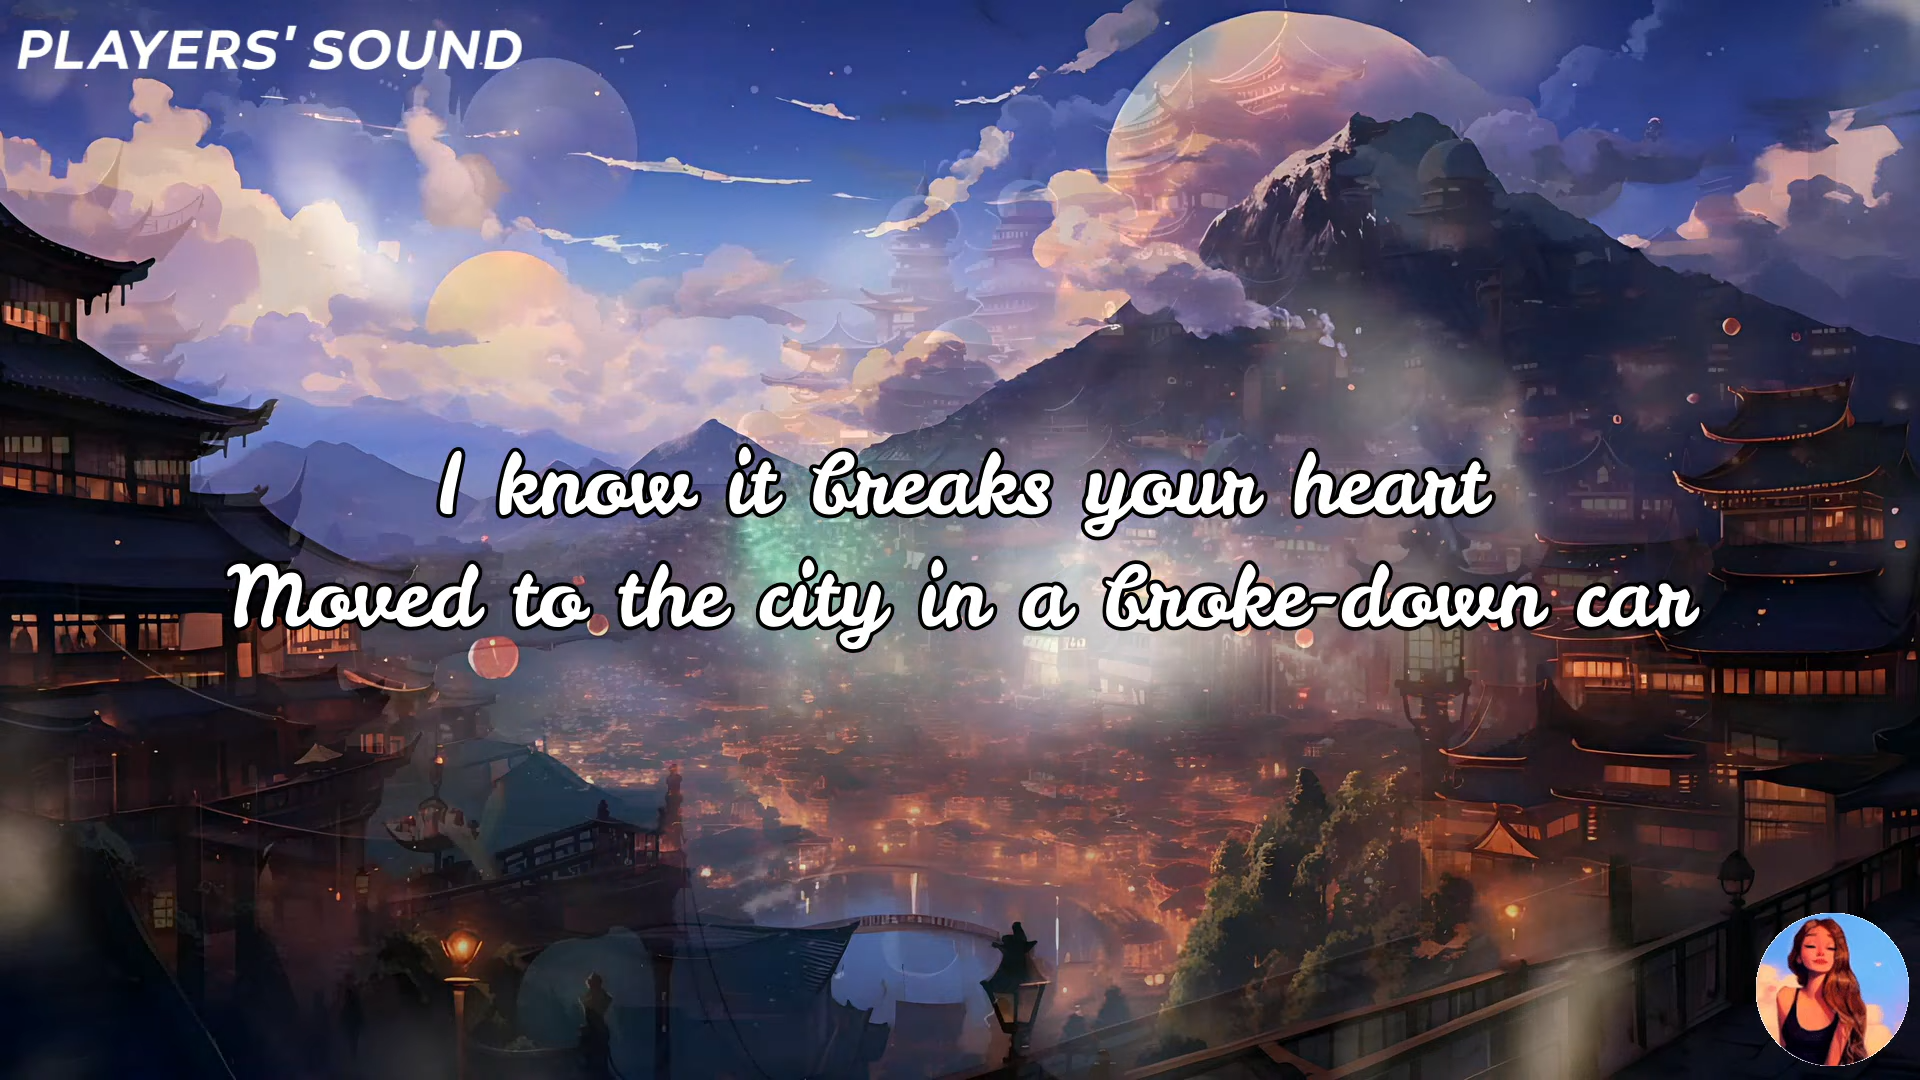 PLAYERS' SOUND
I know it breaks your heart
Moved to the city in a broke-down car